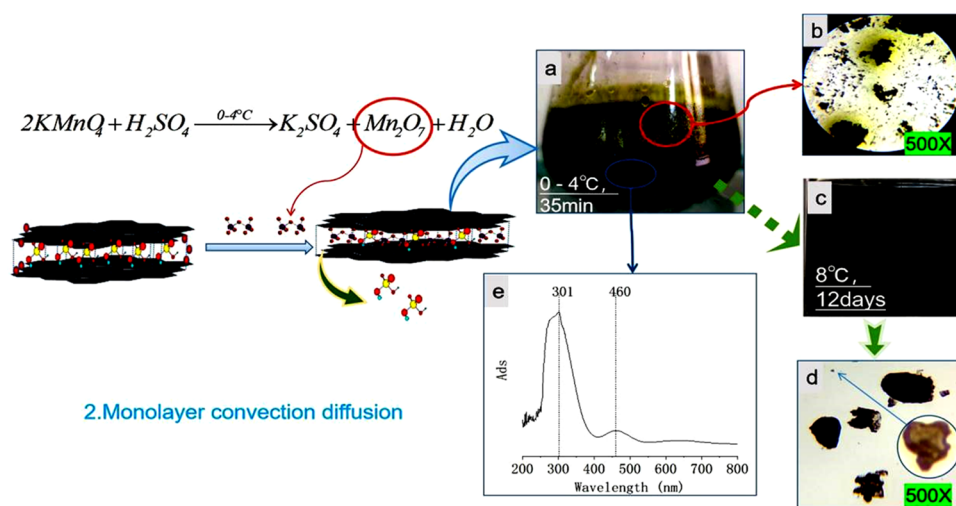 2KMnO₄+H₂SO₄ 0-4°C K₂SO₄+Mn₂O₇+H₂O
2.Monolayer convection diffusion
a
0 - 4°C,
35min
b
500X
c
8°C,
12days
d
500X
e
301 460
Ads
200 300 400 500 600 700 800
Wavelength (nm)